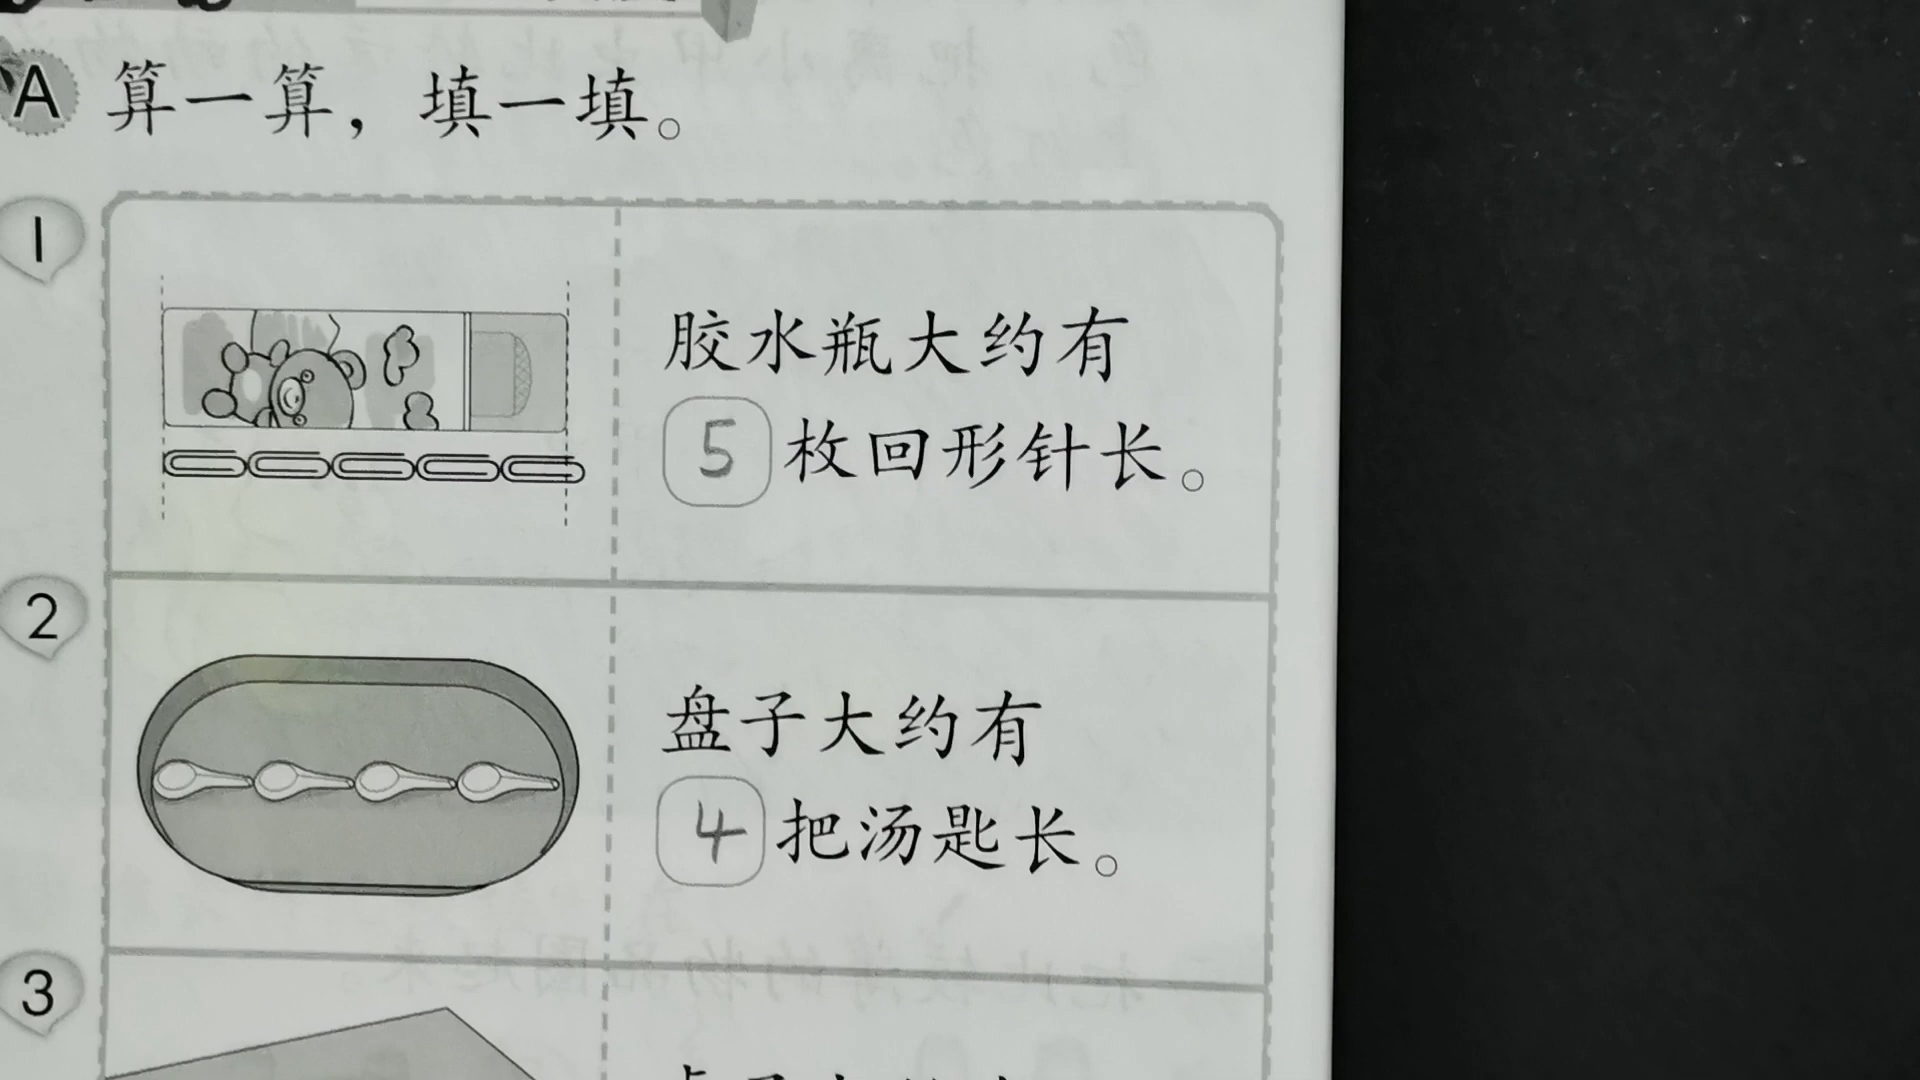 A 算一算，填一填。
1
胶水瓶大约有
5 枚回形针长。
2
盘子大约有
4 把汤匙长。
3